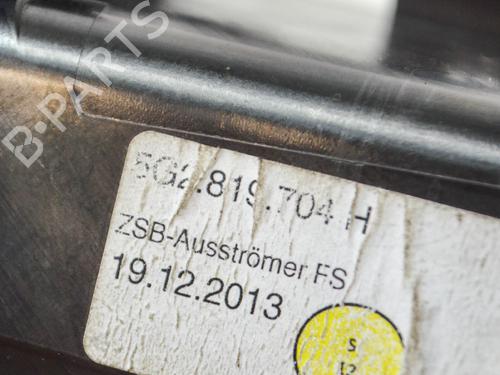 B-PARTS
5G2.819.704 H
ZSB-Ausströmer FS
19.12.2013